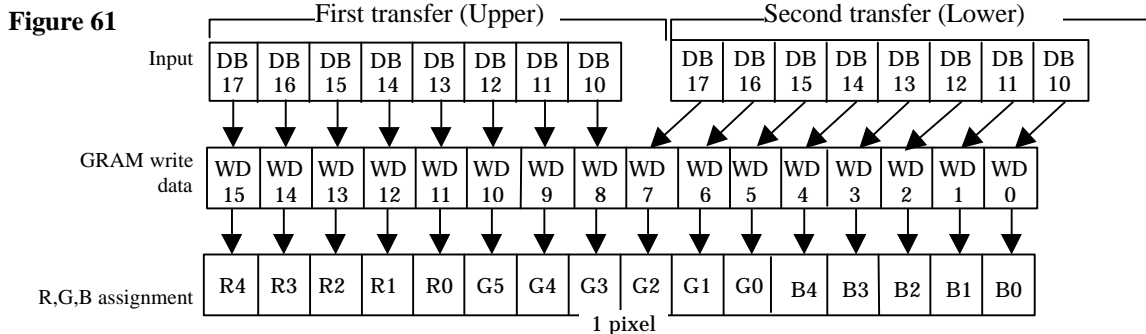 Figure 61
First transfer (Upper) Second transfer (Lower)
Input DB 17 DB 16 DB 15 DB 14 DB 13 DB 12 DB 11 DB 10 DB 17 DB 16 DB 15 DB 14 DB 13 DB 12 DB 11 DB 10
GRAM write data WD 15 WD 14 WD 13 WD 12 WD 11 WD 10 WD 9 WD 8 WD 7 WD 6 WD 5 WD 4 WD 3 WD 2 WD 1 WD 0
R,G,B assignment R4 R3 R2 R1 R0 G5 G4 G3 G2 G1 G0 B4 B3 B2 B1 B0
1 pixel